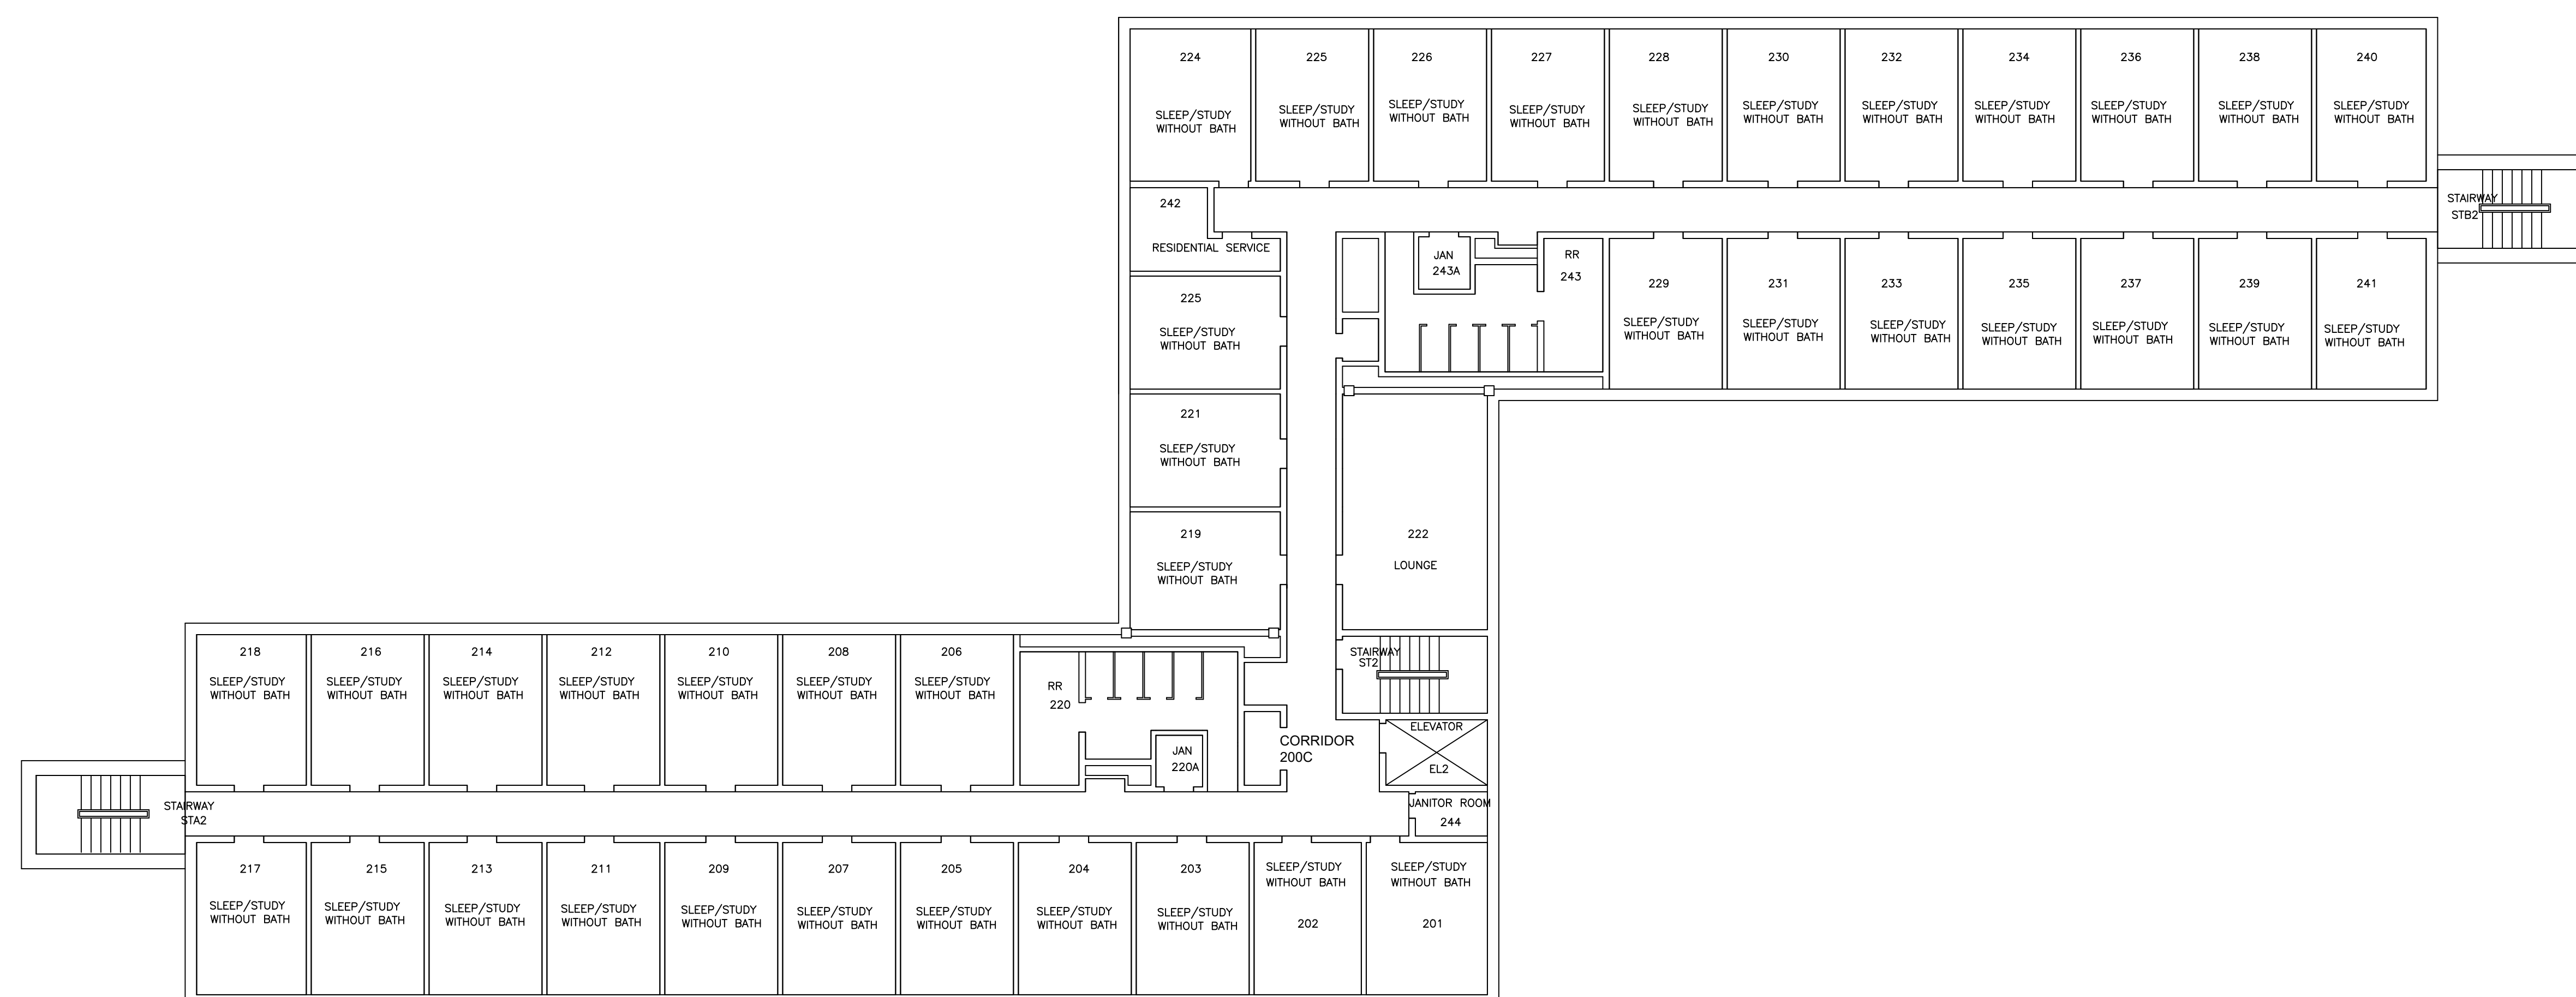 224
225
226
227
228
230
232
234
236
238
240
SLEEP/STUDY
WITHOUT BATH
SLEEP/STUDY
WITHOUT BATH
SLEEP/STUDY
WITHOUT BATH
SLEEP/STUDY
WITHOUT BATH
SLEEP/STUDY
WITHOUT BATH
SLEEP/STUDY
WITHOUT BATH
SLEEP/STUDY
WITHOUT BATH
SLEEP/STUDY
WITHOUT BATH
SLEEP/STUDY
WITHOUT BATH
SLEEP/STUDY
WITHOUT BATH
SLEEP/STUDY
WITHOUT BATH
STAIRWAY
STB2
242
RESIDENTIAL SERVICE
JAN
243A
RR
243
229
SLEEP/STUDY
WITHOUT BATH
231
SLEEP/STUDY
WITHOUT BATH
233
SLEEP/STUDY
WITHOUT BATH
235
SLEEP/STUDY
WITHOUT BATH
237
SLEEP/STUDY
WITHOUT BATH
239
SLEEP/STUDY
WITHOUT BATH
241
SLEEP/STUDY
WITHOUT BATH
225
SLEEP/STUDY
WITHOUT BATH
221
SLEEP/STUDY
WITHOUT BATH
219
SLEEP/STUDY
WITHOUT BATH
222
LOUNGE
218
SLEEP/STUDY
WITHOUT BATH
216
SLEEP/STUDY
WITHOUT BATH
214
SLEEP/STUDY
WITHOUT BATH
212
SLEEP/STUDY
WITHOUT BATH
210
SLEEP/STUDY
WITHOUT BATH
208
SLEEP/STUDY
WITHOUT BATH
206
SLEEP/STUDY
WITHOUT BATH
RR
220
JAN
220A
STAIRWAY
ST2
ELEVATOR
EL2
CORRIDOR
200C
JANITOR ROOM
244
STAIRWAY
STA2
217
SLEEP/STUDY
WITHOUT BATH
215
SLEEP/STUDY
WITHOUT BATH
213
SLEEP/STUDY
WITHOUT BATH
211
SLEEP/STUDY
WITHOUT BATH
209
SLEEP/STUDY
WITHOUT BATH
207
SLEEP/STUDY
WITHOUT BATH
205
SLEEP/STUDY
WITHOUT BATH
204
SLEEP/STUDY
WITHOUT BATH
203
SLEEP/STUDY
WITHOUT BATH
SLEEP/STUDY
WITHOUT BATH
202
SLEEP/STUDY
WITHOUT BATH
201